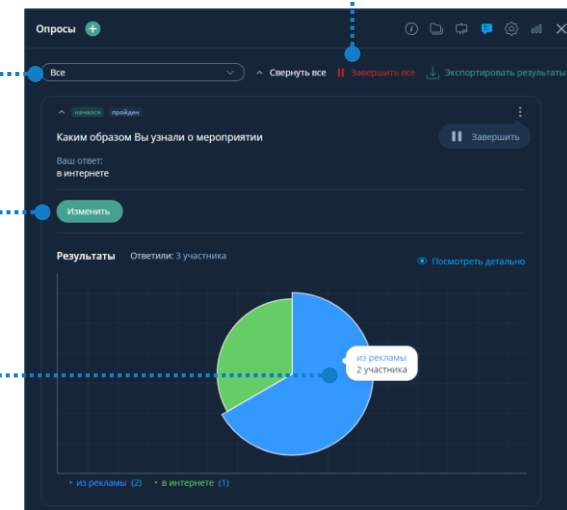 Опросы
Все
Свернуть все
Завершить все
Экспортировать результаты
начался пройден
Каким образом Вы узнали о мероприятии
Завершить
Ваш ответ:
в интернете
Изменить
Результаты Ответили: 3 участника
Посмотреть детально
из рекламы
2 участника
• из рекламы (2) • в интернете (1)